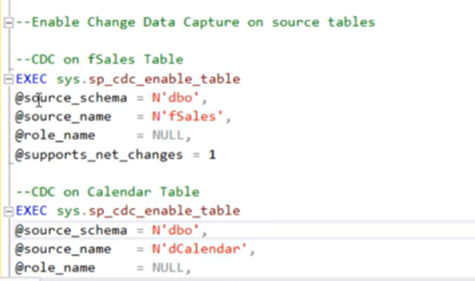 --Enable Change Data Capture on source tables
--CDC on fSales Table
EXEC sys.sp_cdc_enable_table
@source_schema = N'dbo',
@source_name = N'fSales',
@role_name = NULL,
@supports_net_changes = 1
--CDC on Calendar Table
EXEC sys.sp_cdc_enable_table
@source_schema = N'dbo',
@source_name = N'dCalendar',
@role_name = NULL,